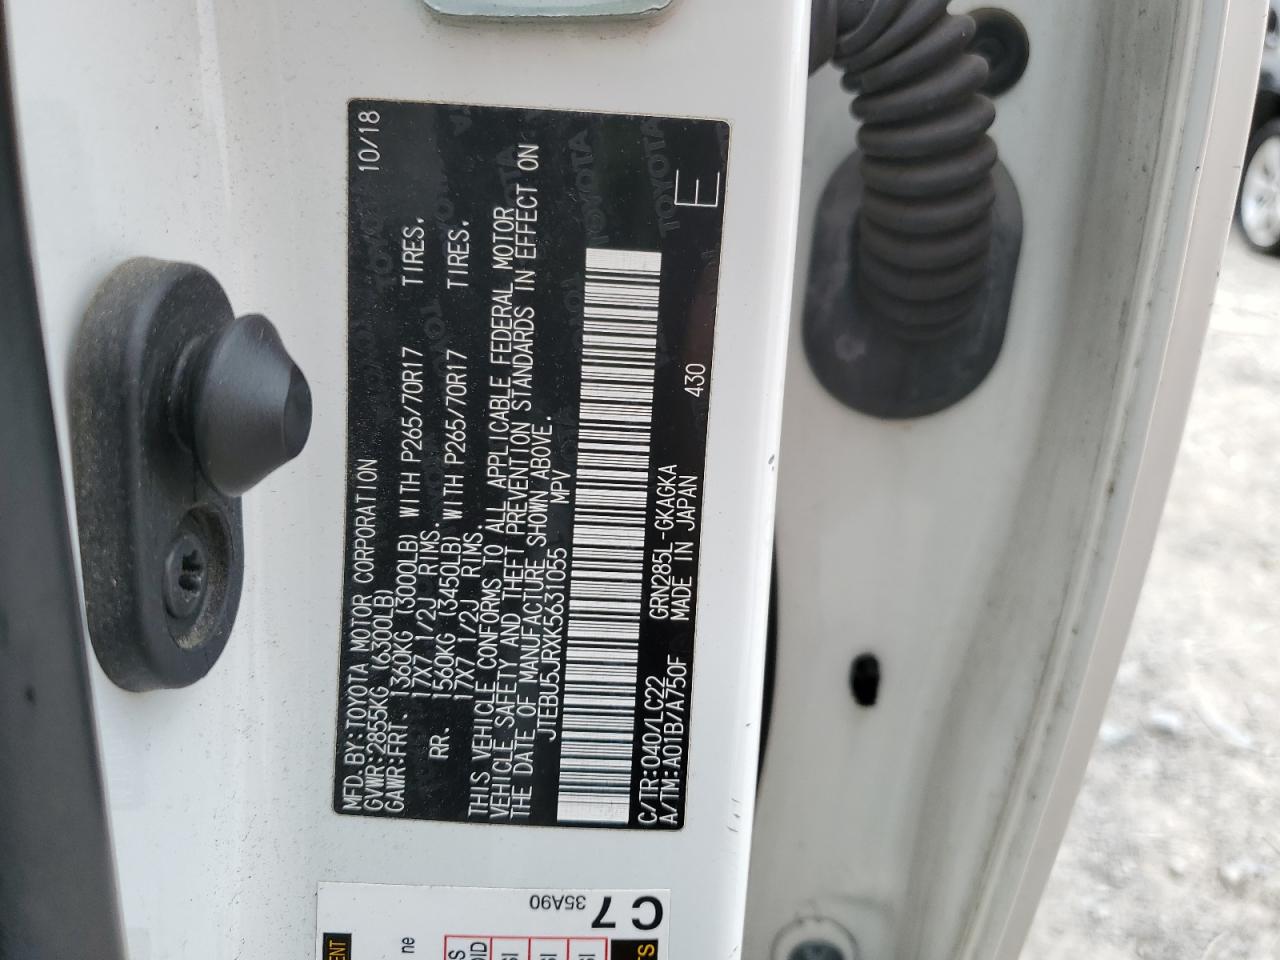 MFD.BY:TOYOTA MOTOR CORPORATION 10/18
GVWR:2855KG (6300LB)
GAWR:FRT. 1360KG (3000LB) WITH P265/70R17 TIRES.
17X7 1/2J RIMS.
RR. 1560KG (3450LB) WITH P265/70R17 TIRES.
17X7 1/2J RIMS.
THIS VEHICLE CONFORMS TO ALL APPLICABLE FEDERAL MOTOR
VEHICLE SAFETY AND THEFT PREVENTION STANDARDS IN EFFECT ON
THE DATE OF MANUFACTURE SHOWN ABOVE.
JTEBU5JRXK5631055 MPV
C/TR:040/LC22 GRN285L-GKAGKA 430 E
A/TM:A01B/A750F MADE IN JAPAN
C 7
35A90